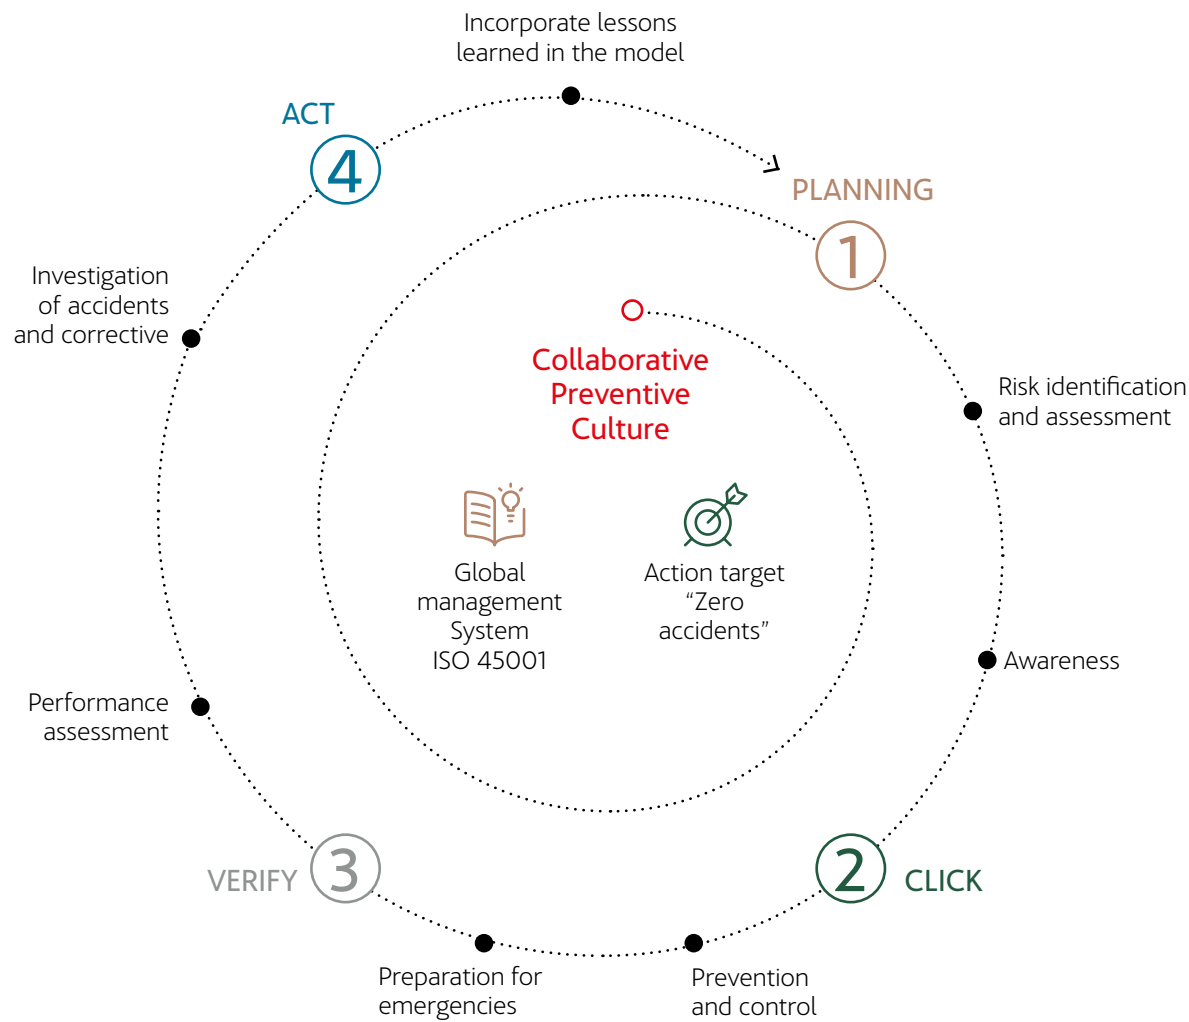 Incorporate lessons
learned in the model
ACT
4
PLANNING
1
Investigation
of accidents
and corrective
Collaborative
Preventive
Culture
Risk identification
and assessment
Global
management
System
ISO 45001
Action target
“Zero
accidents”
Awareness
Performance
assessment
VERIFY
3
2
CLICK
Preparation for
emergencies
Prevention
and control